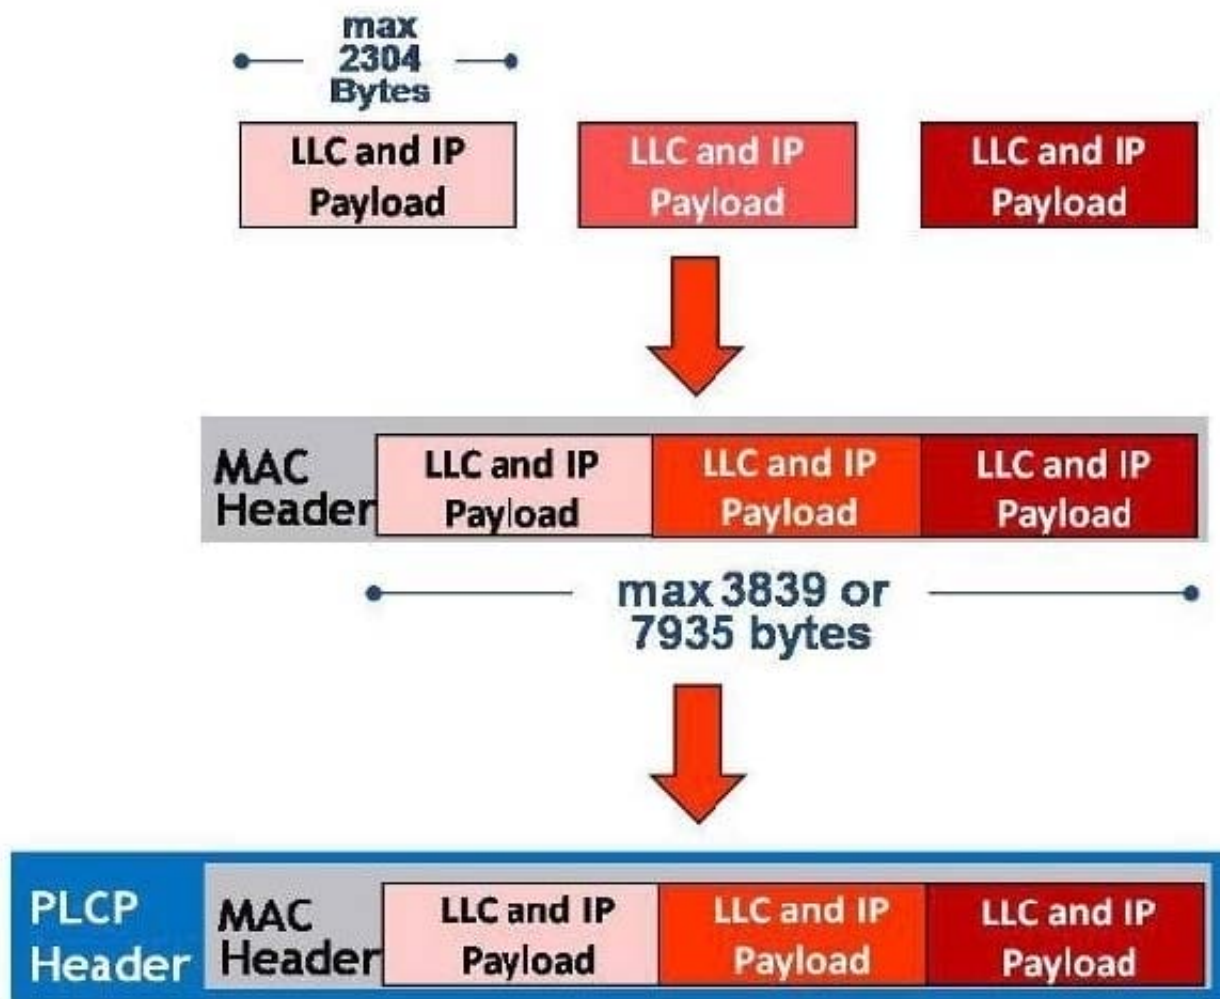 max
2304
Bytes
LLC and IP
Payload
LLC and IP
Payload
LLC and IP
Payload
MAC
Header
LLC and IP
Payload
LLC and IP
Payload
LLC and IP
Payload
max 3839 or
7935 bytes
PLCP
Header
MAC
Header
LLC and IP
Payload
LLC and IP
Payload
LLC and IP
Payload